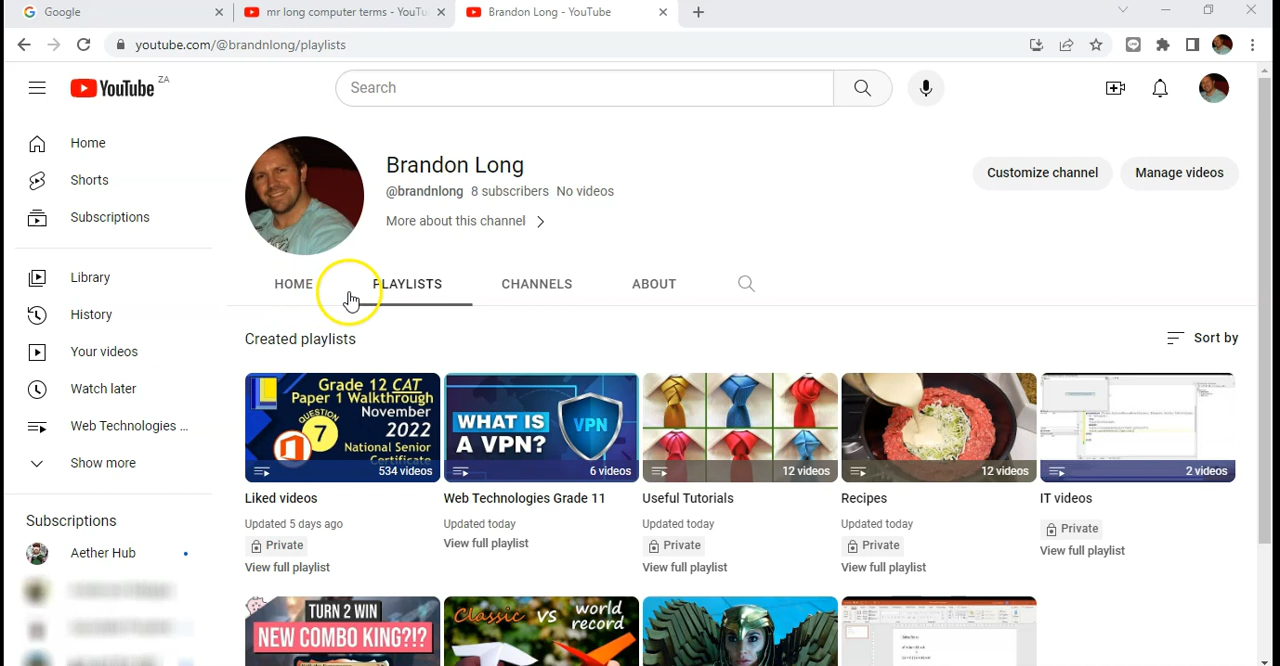 Google
mr long computer terms - YouTu
Brandon Long - YouTube
youtube.com/@brandnlong/playlists
YouTube ZA
Search
Home
Shorts
Subscriptions
Library
History
Your videos
Watch later
Web Technologies ...
Show more
Subscriptions
Aether Hub
Brandon Long
@brandnlong 8 subscribers No videos
More about this channel
Customize channel
Manage videos
HOME
PLAYLISTS
CHANNELS
ABOUT
Created playlists
Sort by
Grade 12 CAT
Paper 1 Walkthrough
QUESTION
7
November
2022
National Senior
Certificate
534 videos
Liked videos
Updated 5 days ago
Private
View full playlist
WHAT IS
A VPN?
VPN
6 videos
Web Technologies Grade 11
Updated today
View full playlist
12 videos
Useful Tutorials
Updated today
Private
View full playlist
12 videos
Recipes
Updated today
Private
View full playlist
2 videos
IT videos
Private
View full playlist
TURN 2 WIN
NEW COMBO KING?!?
Classic vs world
record